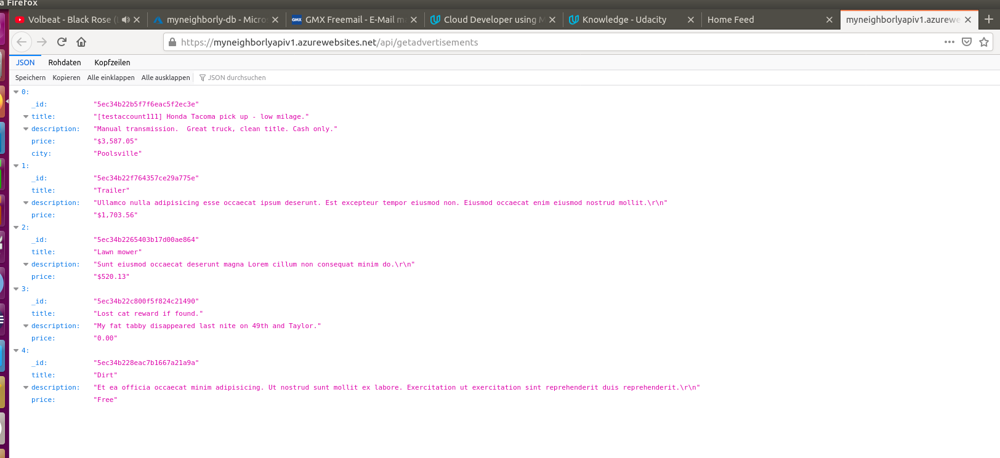 a Firefox
Volbeat - Black Rose (
myneighborly-db - Micro
GMX
GMX Freemail - E-Mail m
Cloud Developer using M
Knowledge - Udacity
Home Feed
myneighborlyapiv1.azurewe
https://myneighborlyapiv1.azurewebsites.net/api/getadvertisements
JSON Rohdaten Kopfzeilen
Speichern Kopieren Alle einklappen Alle ausklappen JSON durchsuchen
0:
_id: "5ec34b22b5f7f6eac5f2ec3e"
title: "[testaccount111] Honda Tacoma pick up - low milage."
description: "Manual transmission.  Great truck, clean title. Cash only."
price: "$3,587.05"
city: "Poolsville"
1:
_id: "5ec34b22f764357ce29a775e"
title: "Trailer"
description: "Ullamco nulla adipisicing esse occaecat ipsum deserunt. Est excepteur tempor eiusmod non. Eiusmod occaecat enim eiusmod nostrud mollit.\r\n"
price: "$1,703.56"
2:
_id: "5ec34b2265403b17d00ae864"
title: "Lawn mower"
description: "Sunt eiusmod occaecat deserunt magna Lorem cillum non consequat minim do.\r\n"
price: "$520.13"
3:
_id: "5ec34b22c800f5f824c21490"
title: "Lost cat reward if found."
description: "My fat tabby disappeared last nite on 49th and Taylor."
price: "0.00"
4:
_id: "5ec34b228eac7b1667a21a9a"
title: "Dirt"
description: "Et ea officia occaecat minim adipisicing. Ut nostrud sunt mollit ex labore. Exercitation ut exercitation sint reprehenderit duis reprehenderit.\r\n"
price: "Free"